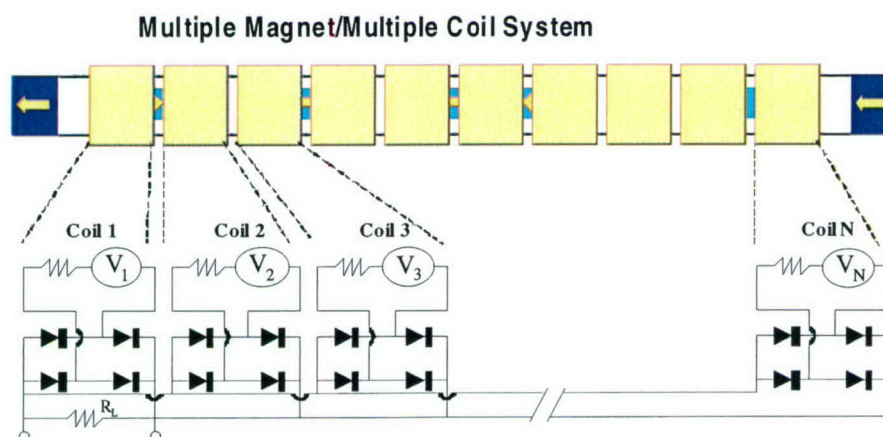 Multiple Magnet/Multiple Coil System
Coil 1 Coil 2 Coil 3 Coil N
V1 V2 V3 VN
RL